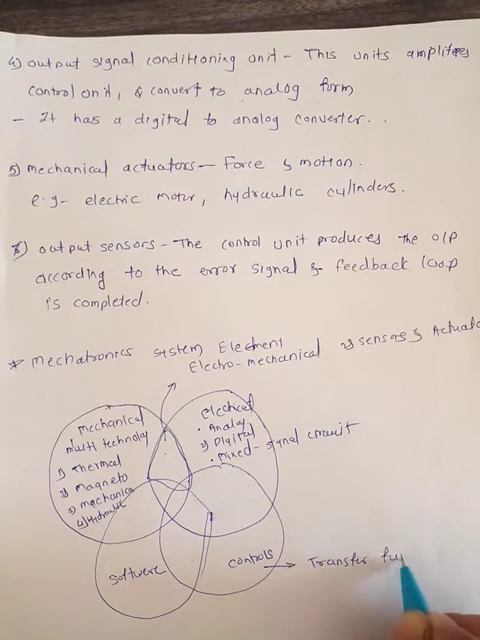 4) output signal conditioning unit - This units amplifies
control unit, & convert to analog form
- It has a digital to analog converter..
5) mechanical actuators - Force & motion.
e.g- electric motor, hydraulic cylinders.
output sensors - The control unit produces the O/P
according to the error signal & feedback loop
is completed.
* mechatronics system Element
Electro-mechanical
sensors & Actuato
mechanical
multi technology
1) Thermal
2) magneto
3) mechanica
4)
electrical
• Analog
2) Digital
• mixed-signal circuit
software
controls → Transfer fu